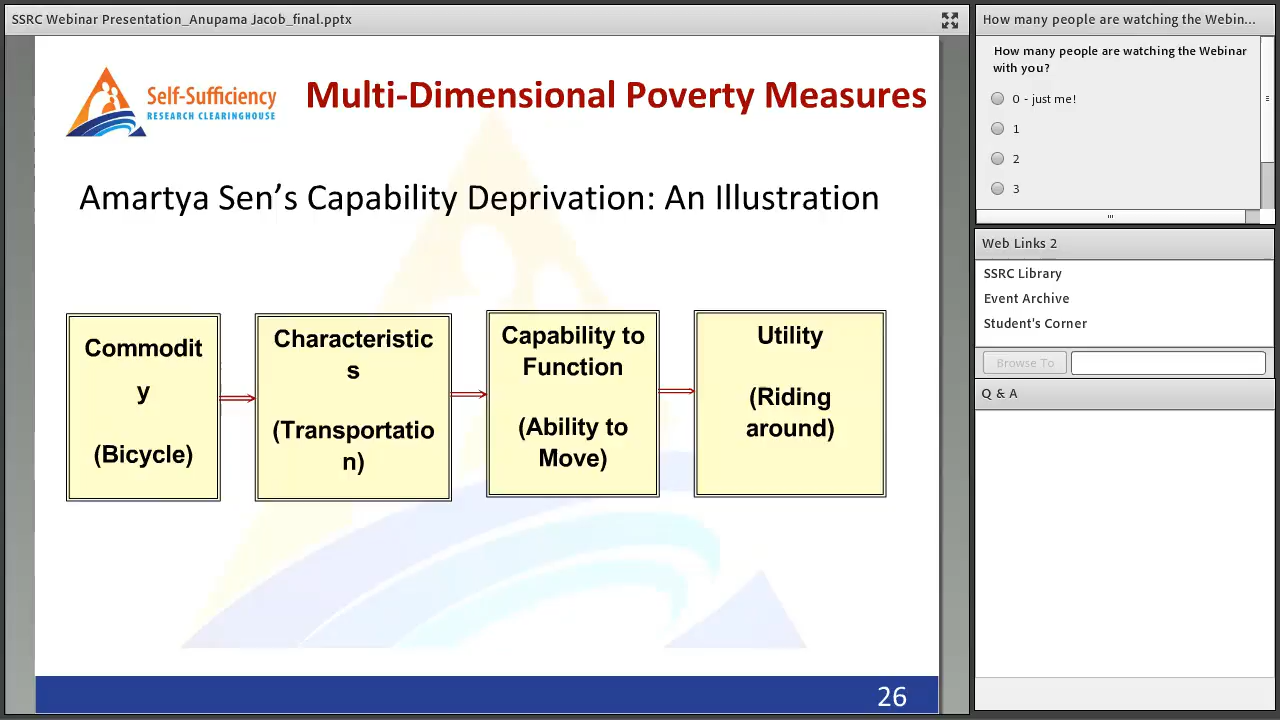 SSRC Webinar Presentation_Anupama Jacob_final.pptx
Self-Sufficiency
RESEARCH CLEARINGHOUSE
Multi-Dimensional Poverty Measures
Amartya Sen’s Capability Deprivation: An Illustration
Commodit
y
(Bicycle)
Characteristic
s
(Transportatio
n)
Capability to
Function
(Ability to
Move)
Utility
(Riding
around)
26
How many people are watching the Webin...
How many people are watching the Webinar
with you?
0 - just me!
1
2
3
Web Links 2
SSRC Library
Event Archive
Student's Corner
Browse To
Q & A